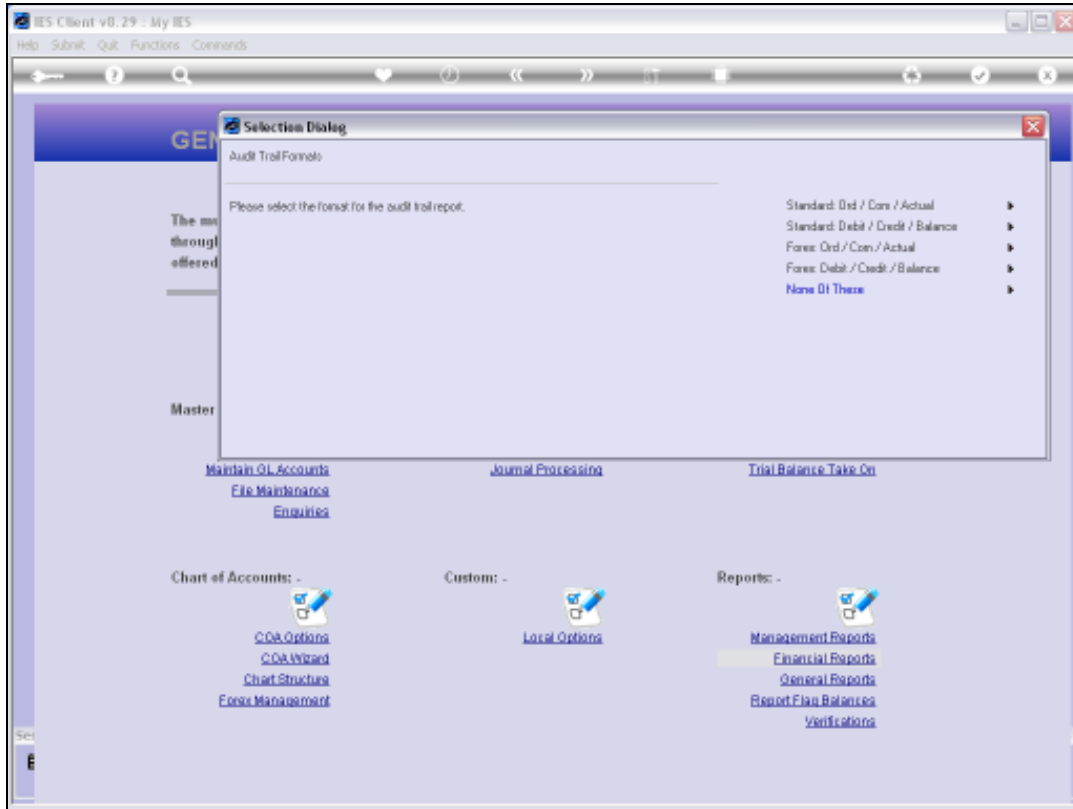 IES Client v8.29 : My IES
Help Submit Quit Functions Commands
GEN
Selection Dialog
Audit Trail Formats
Please select the format for the audit trail report.
Standard: Ord / Com / Actual
Standard: Debit / Credit / Balance
Forex: Ord / Com / Actual
Forex: Debit / Credit / Balance
None Of These
The
through
offered
Master
Maintain GL Accounts Journal Processing Trial Balance Take On
File Maintenance
Enquiries
Chart of Accounts: - Custom: - Reports: -
COA Options Local Options Management Reports
COA Wizard Financial Reports
Chart Structure General Reports
Forex Management Report Flag Balances
Verifications